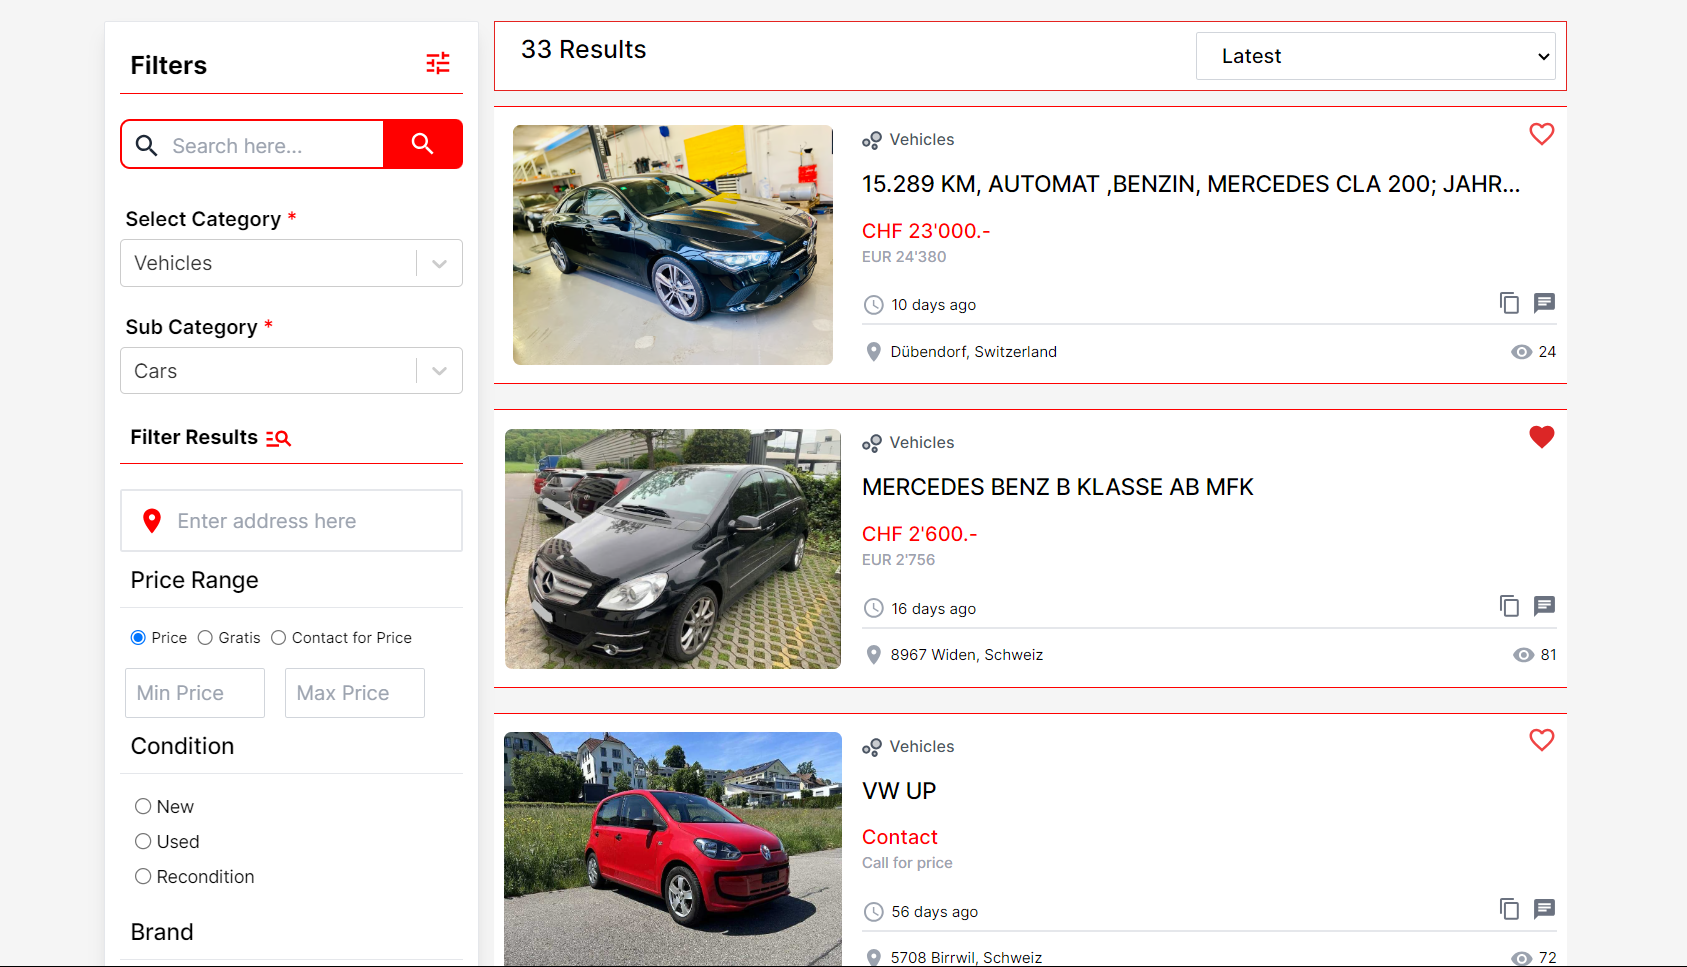 Filters
Search here...
Select Category *
Vehicles
Sub Category *
Cars
Filter Results
Enter address here
Price Range
Price Gratis Contact for Price
Min Price Max Price
Condition
New
Used
Recondition
Brand
33 Results
Latest
Vehicles
15.289 KM, AUTOMAT ,BENZIN, MERCEDES CLA 200; JAHR...
CHF 23'000.-
EUR 24'380
10 days ago
Dübendorf, Switzerland
24
Vehicles
MERCEDES BENZ B KLASSE AB MFK
CHF 2'600.-
EUR 2'756
16 days ago
8967 Widen, Schweiz
81
Vehicles
VW UP
Contact
Call for price
56 days ago
5708 Birrwil, Schweiz
72